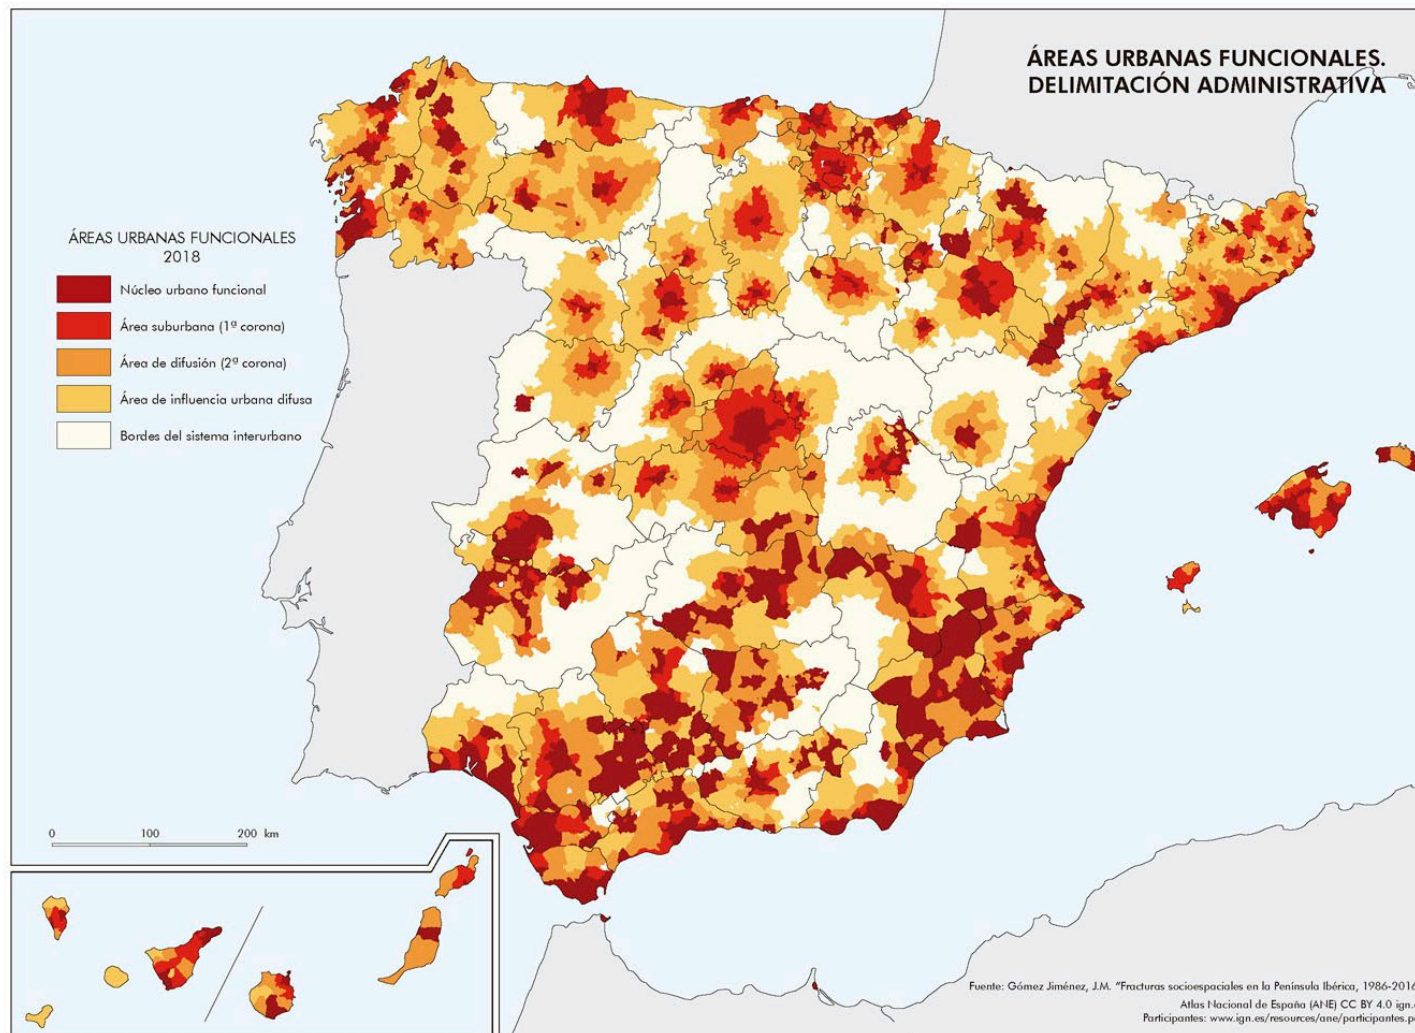 ÁREAS URBANAS FUNCIONALES.
DELIMITACIÓN ADMINISTRATIVA
ÁREAS URBANAS FUNCIONALES
2018
Núcleo urbano funcional
Área suburbana (1ª corona)
Área de difusión (2ª corona)
Área de influencia urbana difusa
Bordes del sistema interurbano
0 100 200 km
Fuente: Gómez Jiménez, J.M. "Fracturas socioespaciales en la Península Ibérica, 1986-2016
Atlas Nacional de España (ANE) CC BY 4.0 ign.
Participantes: www.ign.es/resources/ane/participantes.p